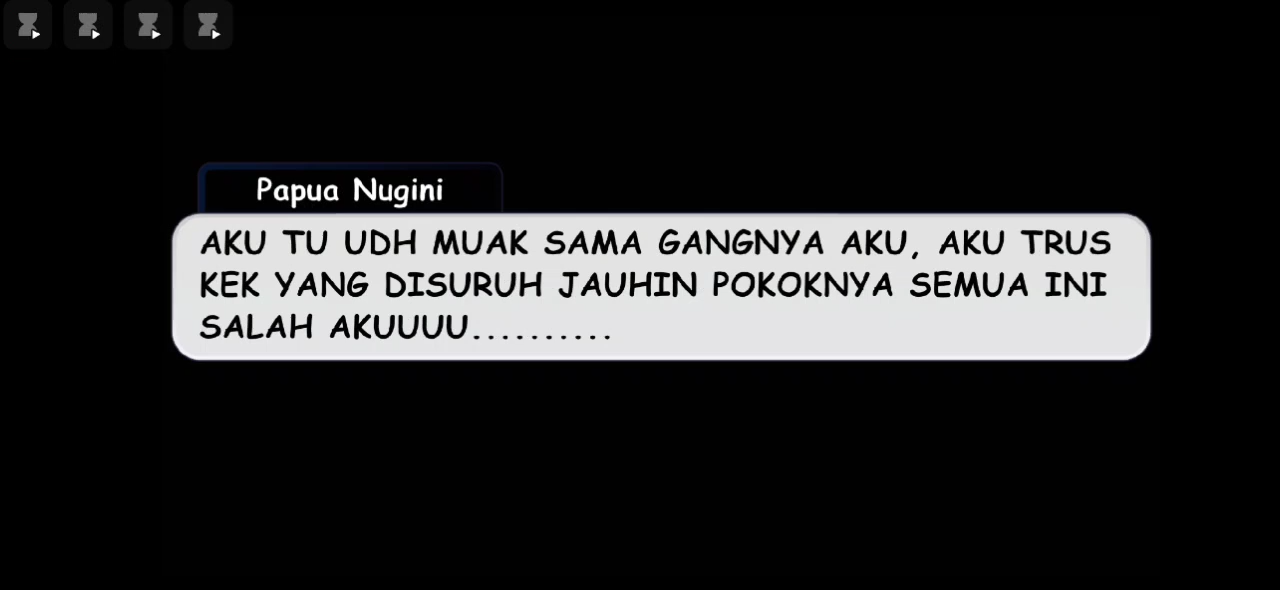 Papua Nugini
AKU TU UDH MUAK SAMA GANGNYA AKU, AKU TRUS
KEK YANG DISURUH JAUHIN POKOKNYA SEMUA INI
SALAH AKUUUU..........